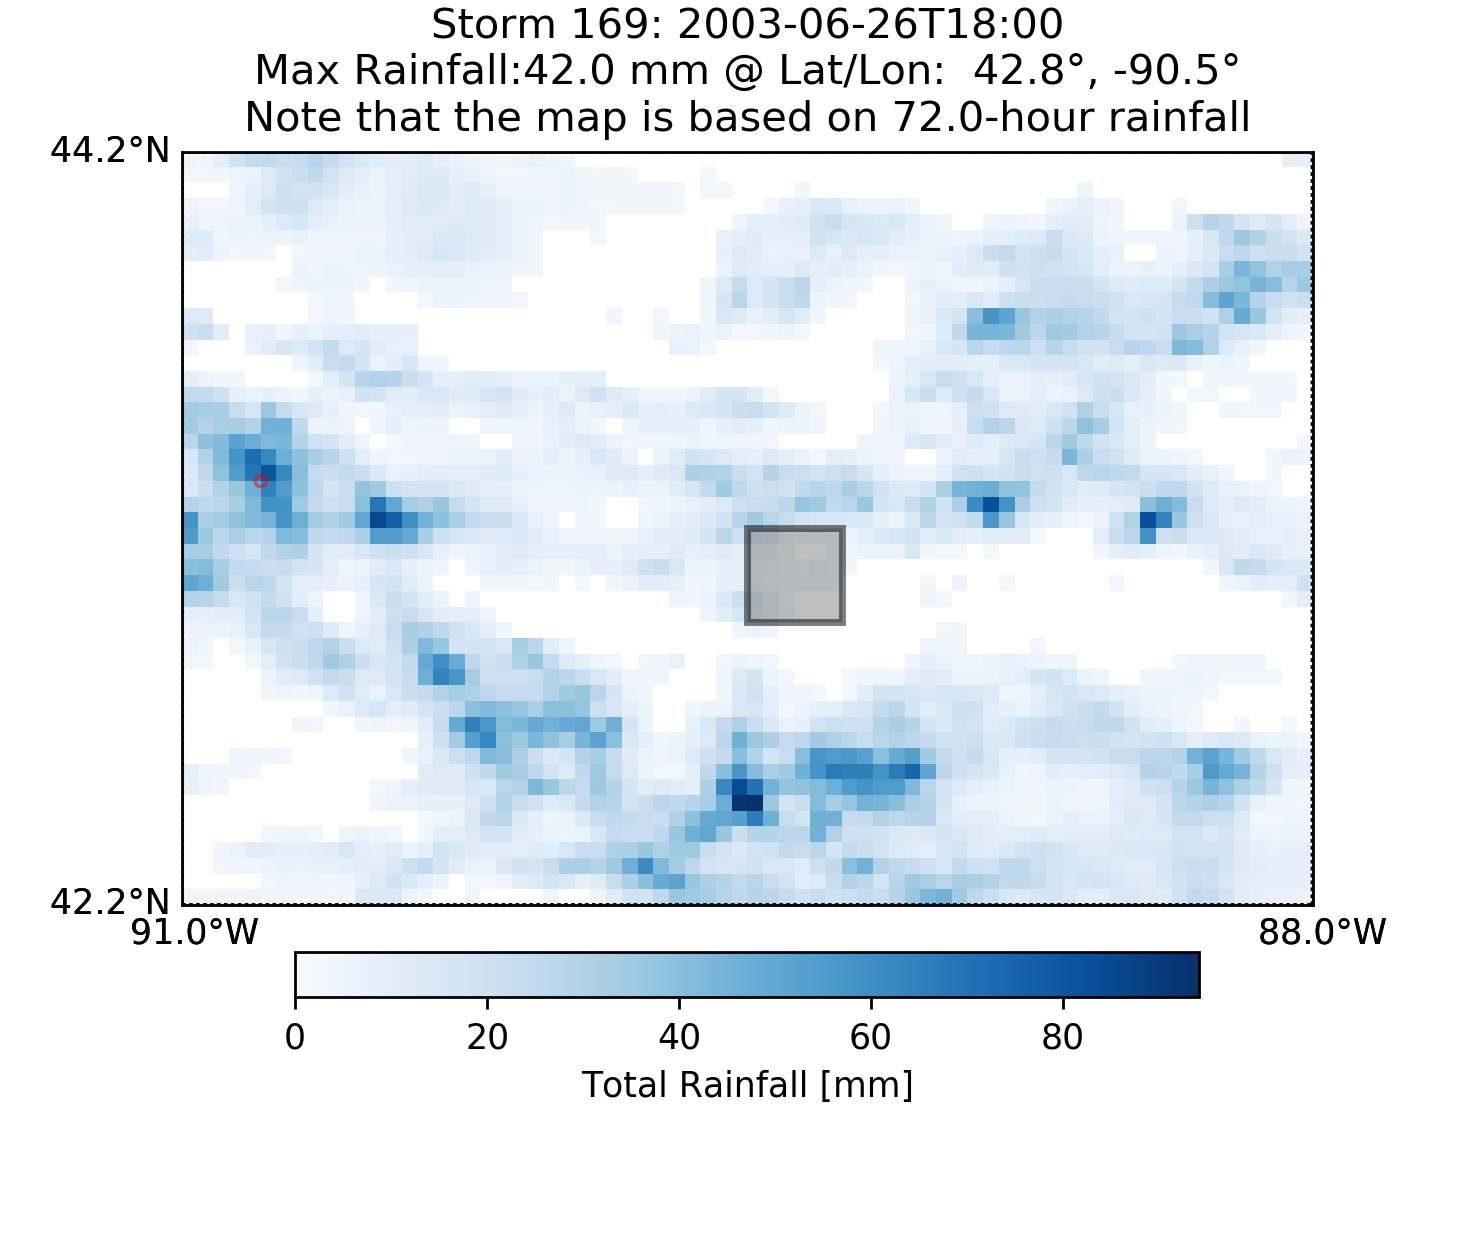 Storm 169: 2003-06-26T18:00
Max Rainfall:42.0 mm @ Lat/Lon:  42.8°, -90.5°
Note that the map is based on 72.0-hour rainfall
44.2°N
42.2°N
91.0°W
88.0°W
0
20
40
60
80
Total Rainfall [mm]